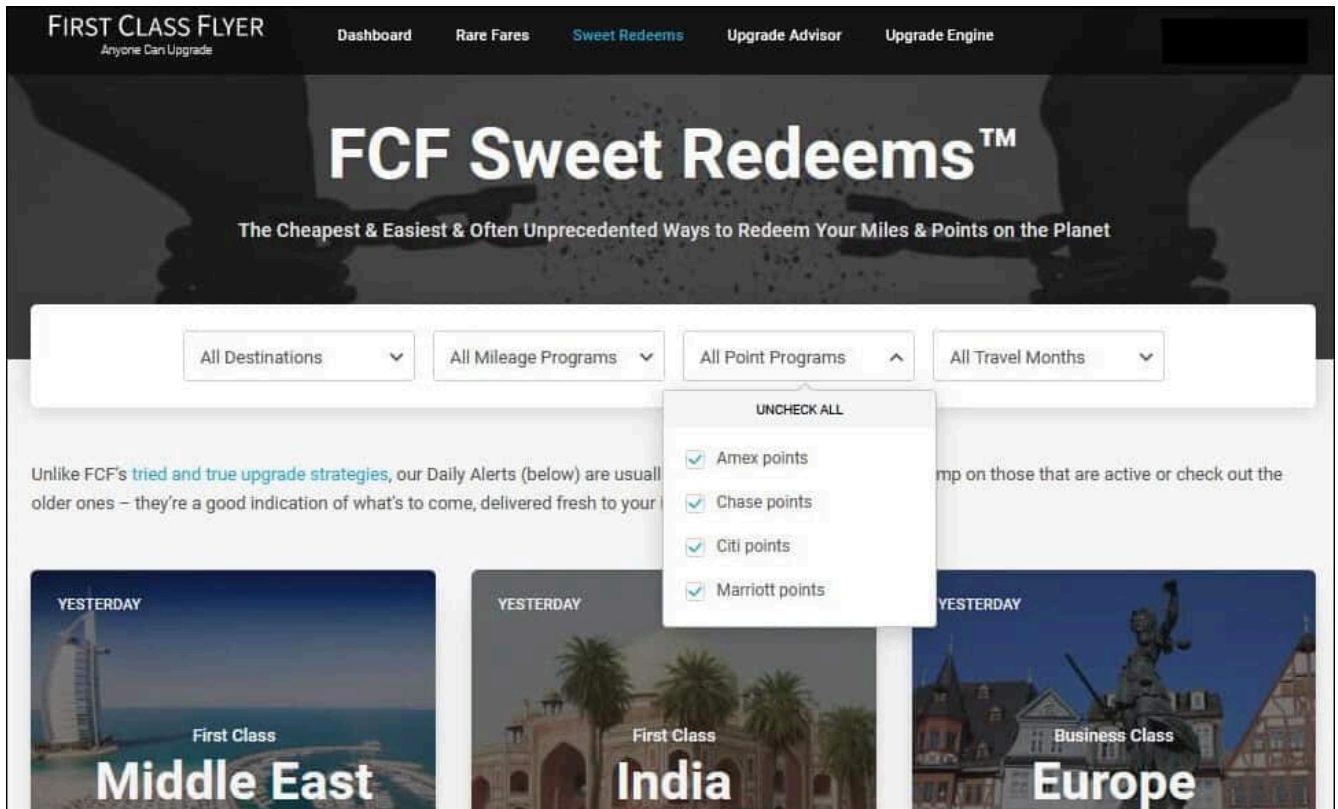 FIRST CLASS FLYER
Anyone Can Upgrade
Dashboard
Rare Fares
Sweet Redeems
Upgrade Advisor
Upgrade Engine
FCF Sweet Redeems™
The Cheapest & Easiest & Often Unprecedented Ways to Redeem Your Miles & Points on the Planet
All Destinations
All Mileage Programs
All Point Programs
All Travel Months
UNCHECK ALL
Amex points
Chase points
Citi points
Marriott points
Unlike FCF's tried and true upgrade strategies, our Daily Alerts (below) are usuall mp on those that are active or check out the
older ones – they're a good indication of what's to come, delivered fresh to your
YESTERDAY
First Class
Middle East
YESTERDAY
First Class
India
YESTERDAY
Business Class
Europe